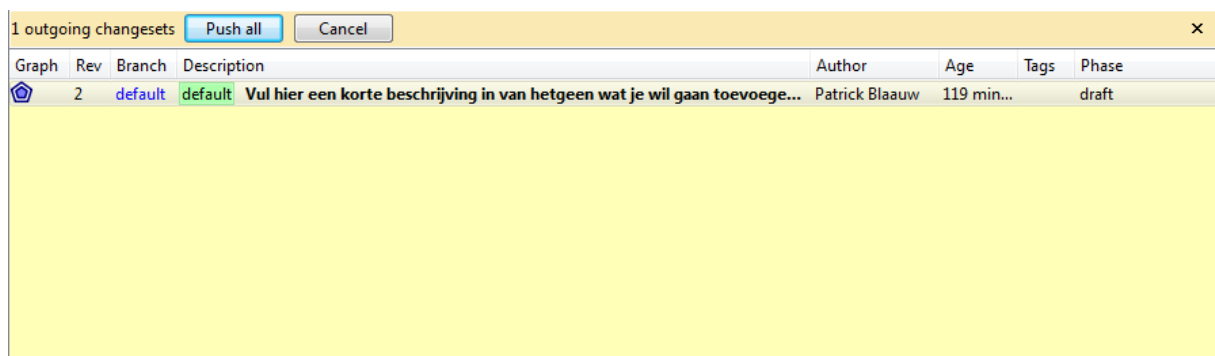 1 outgoing changesets Push all Cancel
Graph Rev Branch Description Author Age Tags Phase
2 default default Vul hier een korte beschrijving in van hetgeen wat je wil gaan toevoege... Patrick Blaauw 119 min... draft